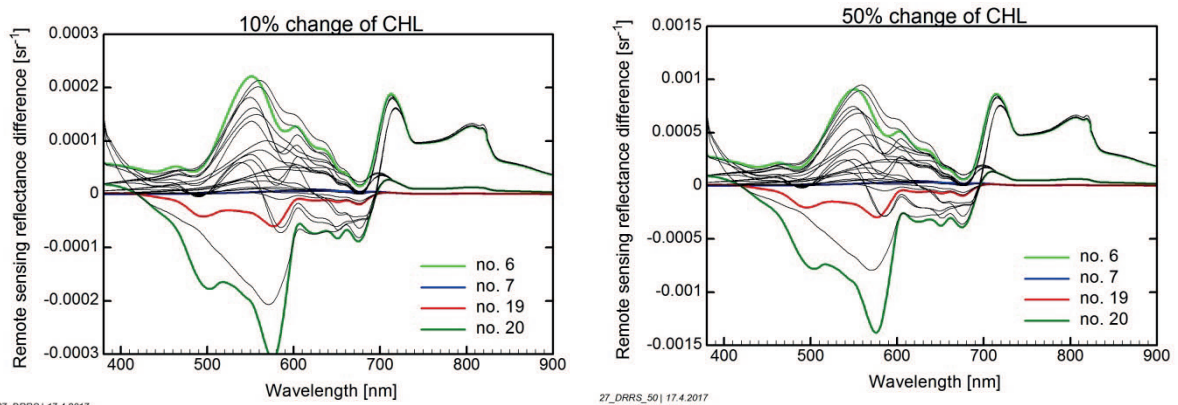 10% change of CHL
Remote sensing reflectance difference [sr-1]
0.0003
0.0002
0.0001
0
-0.0001
-0.0002
-0.0003
400
500
600
700
800
900
Wavelength [nm]
no. 6
no. 7
no. 19
no. 20
50% change of CHL
Remote sensing reflectance difference [sr-1]
0.0015
0.001
0.0005
0
-0.0005
-0.001
-0.0015
400
500
600
700
800
900
Wavelength [nm]
no. 6
no. 7
no. 19
no. 20
27_DRRS_50 | 17.4.2017